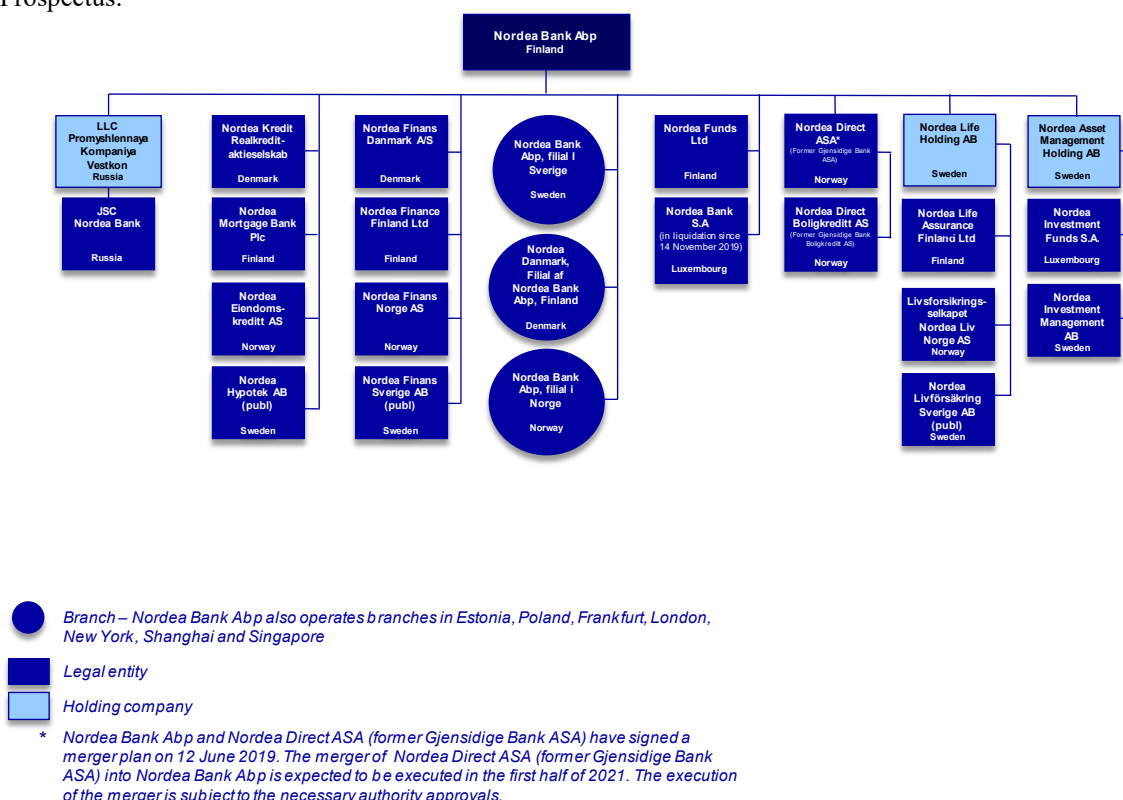 Prospectus:
Nordea Bank Abp
Finland
LLC
Promyshlennaya
Kompaniya
Vestkon
Russia
JSC
Nordea Bank
Russia
Nordea Kredit
Realkredit-
aktieselskab
Denmark
Nordea
Mortgage Bank
Plc
Finland
Nordea
Eiendoms-
kreditt AS
Norway
Nordea
Hypotek AB
(publ)
Sweden
Nordea Finans
Danmark A/S
Denmark
Nordea Finance
Finland Ltd
Finland
Nordea Finans
Norge AS
Norway
Nordea Finans
Sverige AB
(publ)
Sweden
Nordea Bank
Abp, filial I
Sverige
Sweden
Nordea
Danmark,
Filial af
Nordea Bank
Abp, Finland
Denmark
Nordea Bank
Abp, filial i
Norge
Norway
Nordea Funds
Ltd
Finland
Nordea Bank
S.A
(in liquidation since
14 November 2019)
Luxembourg
Nordea Direct
ASA*
(Former Gjensidige Bank
ASA)
Norway
Nordea Direct
Boligkreditt AS
(Former Gjensidige Bank
Boligkreditt AS)
Norway
Nordea Life
Holding AB
Sweden
Nordea Life
Assurance
Finland Ltd
Finland
Livsforsikrings-
selkapet
Nordea Liv
Norge AS
Norway
Nordea
Livförsäkring
Sverige AB
(publ)
Sweden
Nordea Asset
Management
Holding AB
Sweden
Nordea
Investment
Funds S.A.
Luxembourg
Nordea
Investment
Management
AB
Sweden
Branch – Nordea Bank Abp also operates branches in Estonia, Poland, Frankfurt, London,
New York, Shanghai and Singapore
Legal entity
Holding company
* Nordea Bank Abp and Nordea Direct ASA (former Gjensidige Bank ASA) have signed a
merger plan on 12 June 2019. The merger of Nordea Direct ASA (former Gjensidige Bank
ASA) into Nordea Bank Abp is expected to be executed in the first half of 2021. The execution
of the merger is subject to the necessary authority approvals.